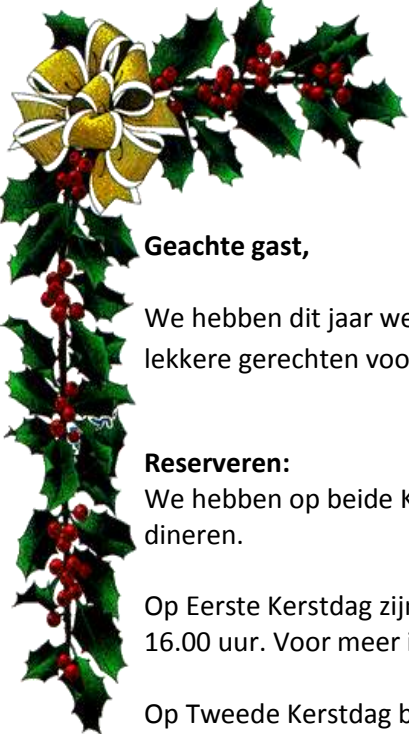 Geachte gast,
We hebben dit jaar we
lekkere gerechten voo
Reserveren:
We hebben op beide K
dineren.
Op Eerste Kerstdag zij
16.00 uur. Voor meer i
Op Tweede Kerstdag b